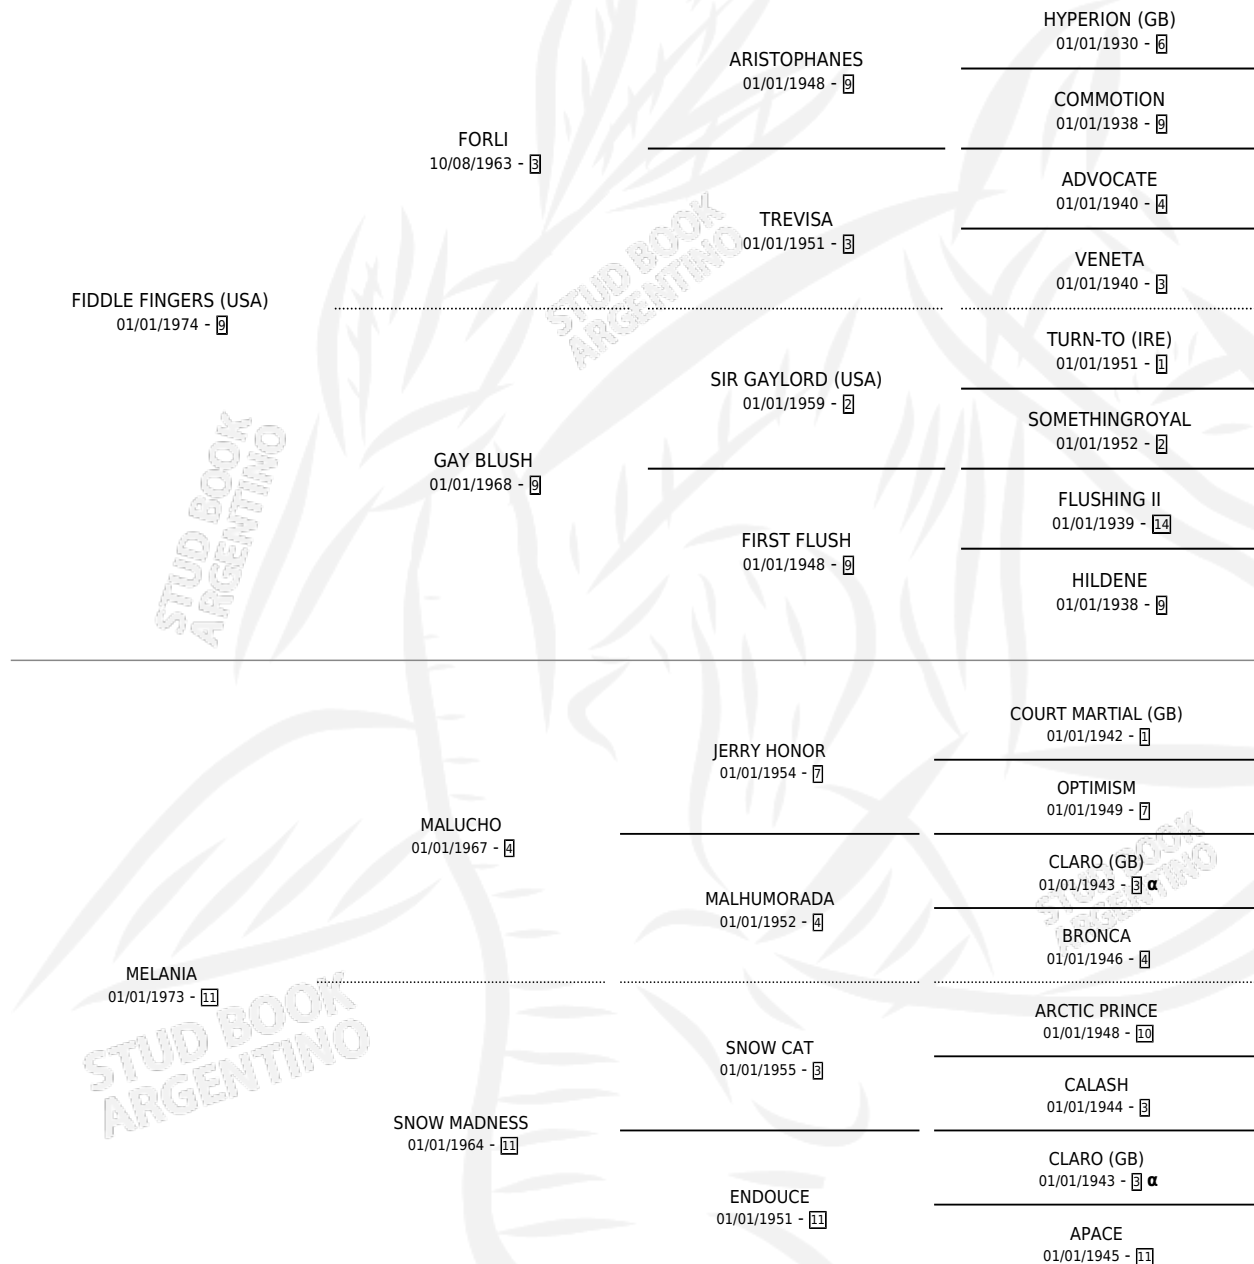 HYPERION (GB)
01/01/1930 - 6
ARISTOPHANES
01/01/1948 - 9
COMMOTION
01/01/1938 - 9
FORLI
10/08/1963 - 3
ADVOCATE
01/01/1940 - 4
TREVISA
01/01/1951 - 3
VENETA
01/01/1940 - 3
FIDDLE FINGERS (USA)
01/01/1974 - 9
TURN-TO (IRE)
01/01/1951 - 1
SIR GAYLORD (USA)
01/01/1959 - 2
SOMETHINGROYAL
01/01/1952 - 2
GAY BLUSH
01/01/1968 - 9
FLUSHING II
01/01/1939 - 14
FIRST FLUSH
01/01/1948 - 9
HILDENE
01/01/1938 - 9
STUD BOOK
ARGENTINO
STUD BOOK
ARGENTINO
COURT MARTIAL (GB)
01/01/1942 - 1
JERRY HONOR
01/01/1954 - 7
OPTIMISM
01/01/1949 - 7
MALUCHO
01/01/1967 - 4
CLARO (GB)
01/01/1943 - 3 α
MALHUMORADA
01/01/1952 - 4
BRONCA
01/01/1946 - 4
STUD BOOK
ARGENTINO
MELANIA
01/01/1973 - 11
ARCTIC PRINCE
01/01/1948 - 10
SNOW CAT
01/01/1955 - 3
CALASH
01/01/1944 - 3
STUD BOOK
ARGENTINO
SNOW MADNESS
01/01/1964 - 11
CLARO (GB)
01/01/1943 - 3 α
ENDOUCE
01/01/1951 - 11
APACE
01/01/1945 - 11